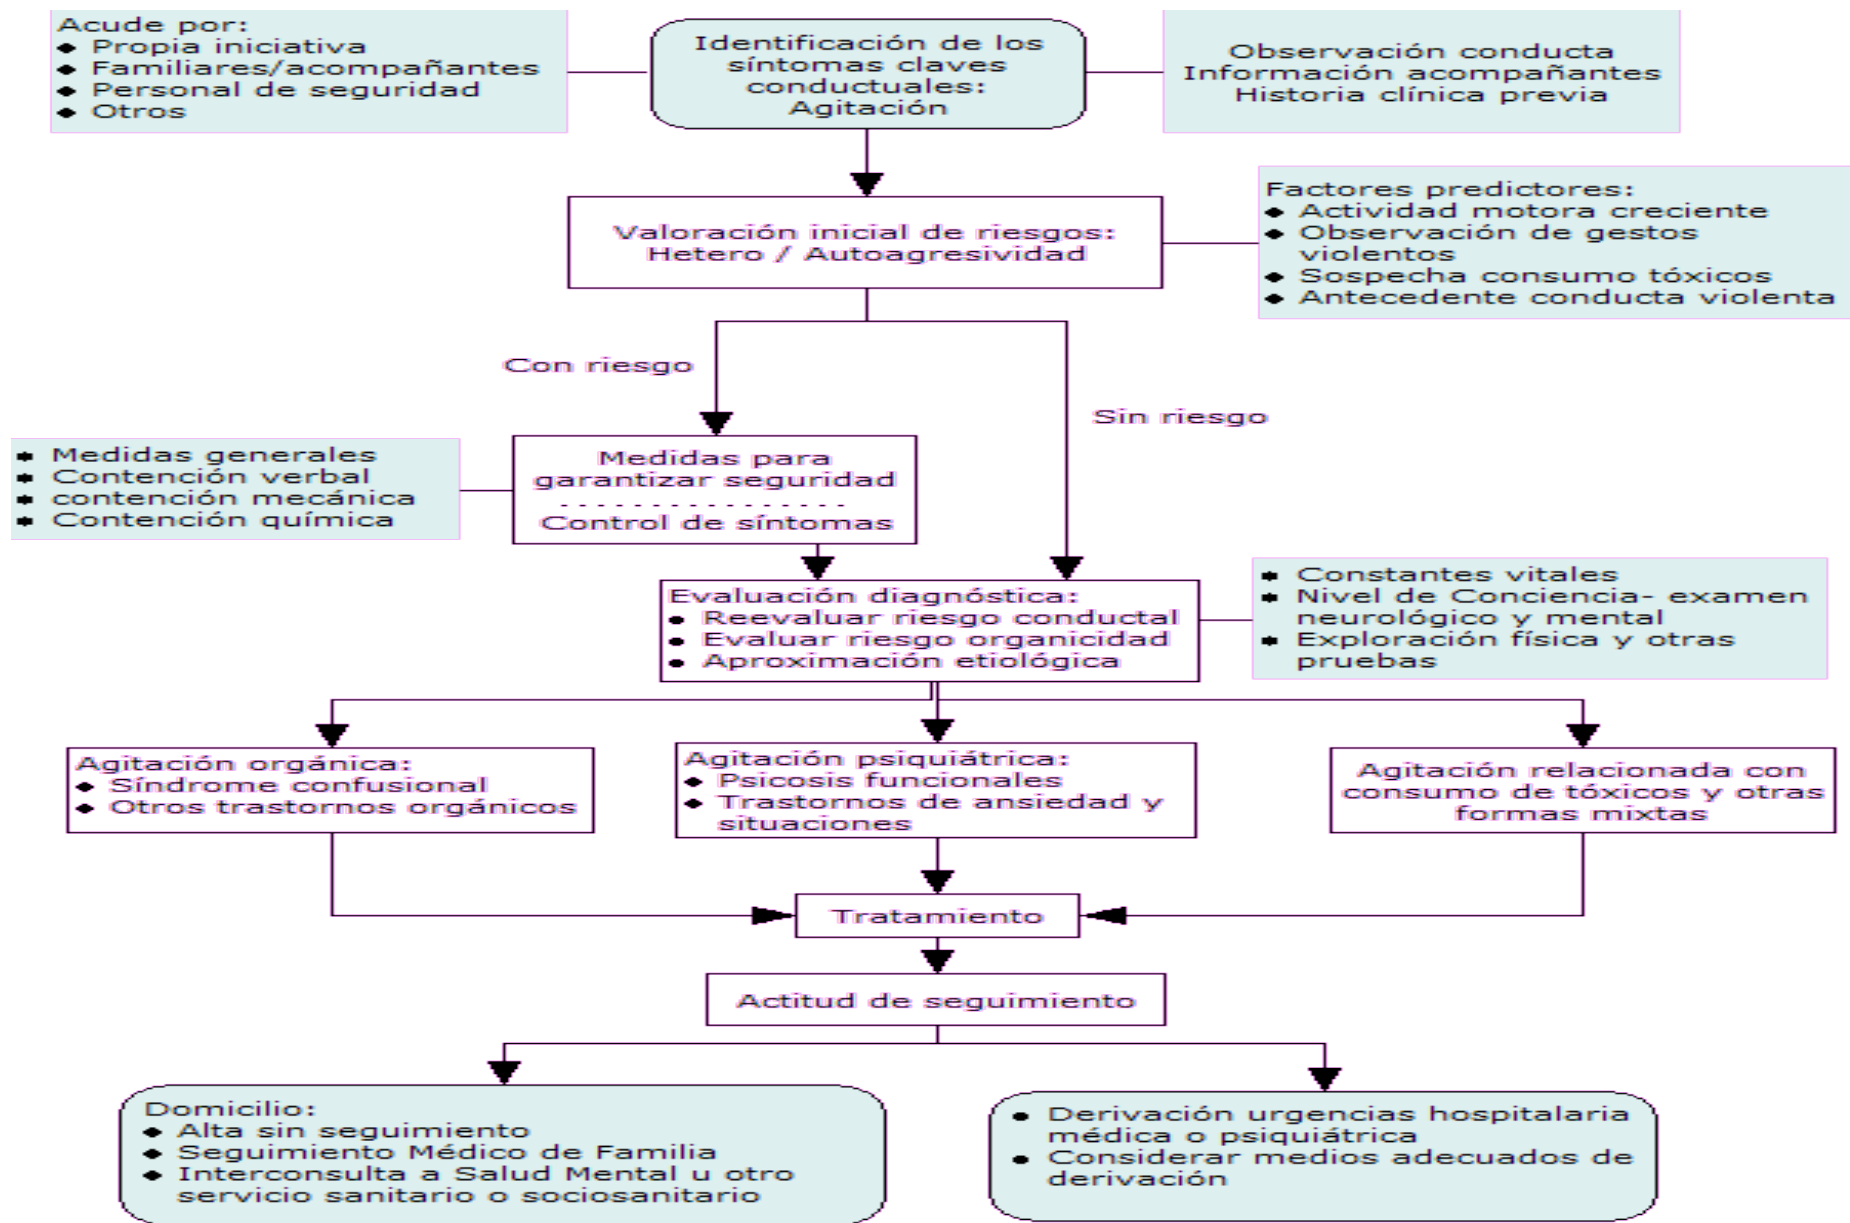 Acude por:
◆ Propia iniciativa
◆ Familiares/acompañantes
◆ Personal de seguridad
◆ Otros
Identificación de los
síntomas claves
conductuales:
Agitación
Observación conducta
Información acompañantes
Historia clínica previa
Valoración inicial de riesgos:
Hetero / Autoagresividad
Factores predictores:
◆ Actividad motora creciente
◆ Observación de gestos
violentos
◆ Sospecha consumo tóxicos
◆ Antecedente conducta violenta
Con riesgo
Sin riesgo
◆ Medidas generales
◆ Contención verbal
◆ contención mecánica
◆ Contención química
Medidas para
garantizar seguridad
. . . . . . . . . . . . . . . .
Control de síntomas
Evaluación diagnóstica:
● Reevaluar riesgo conductal
● Evaluar riesgo organicidad
● Aproximación etiológica
◆ Constantes vitales
◆ Nivel de Conciencia- examen
neurológico y mental
◆ Exploración física y otras
pruebas
Agitación orgánica:
◆ Síndrome confusional
◆ Otros trastornos orgánicos
Agitación psiquiátrica:
◆ Psicosis funcionales
◆ Trastornos de ansiedad y
situaciones
Agitación relacionada con
consumo de tóxicos y otras
formas mixtas
Tratamiento
Actitud de seguimiento
Domicilio:
◆ Alta sin seguimiento
◆ Seguimiento Médico de Familia
◆ Interconsulta a Salud Mental u otro
servicio sanitario o sociosanitario
● Derivación urgencias hospitalaria
médica o psiquiátrica
● Considerar medios adecuados de
derivación